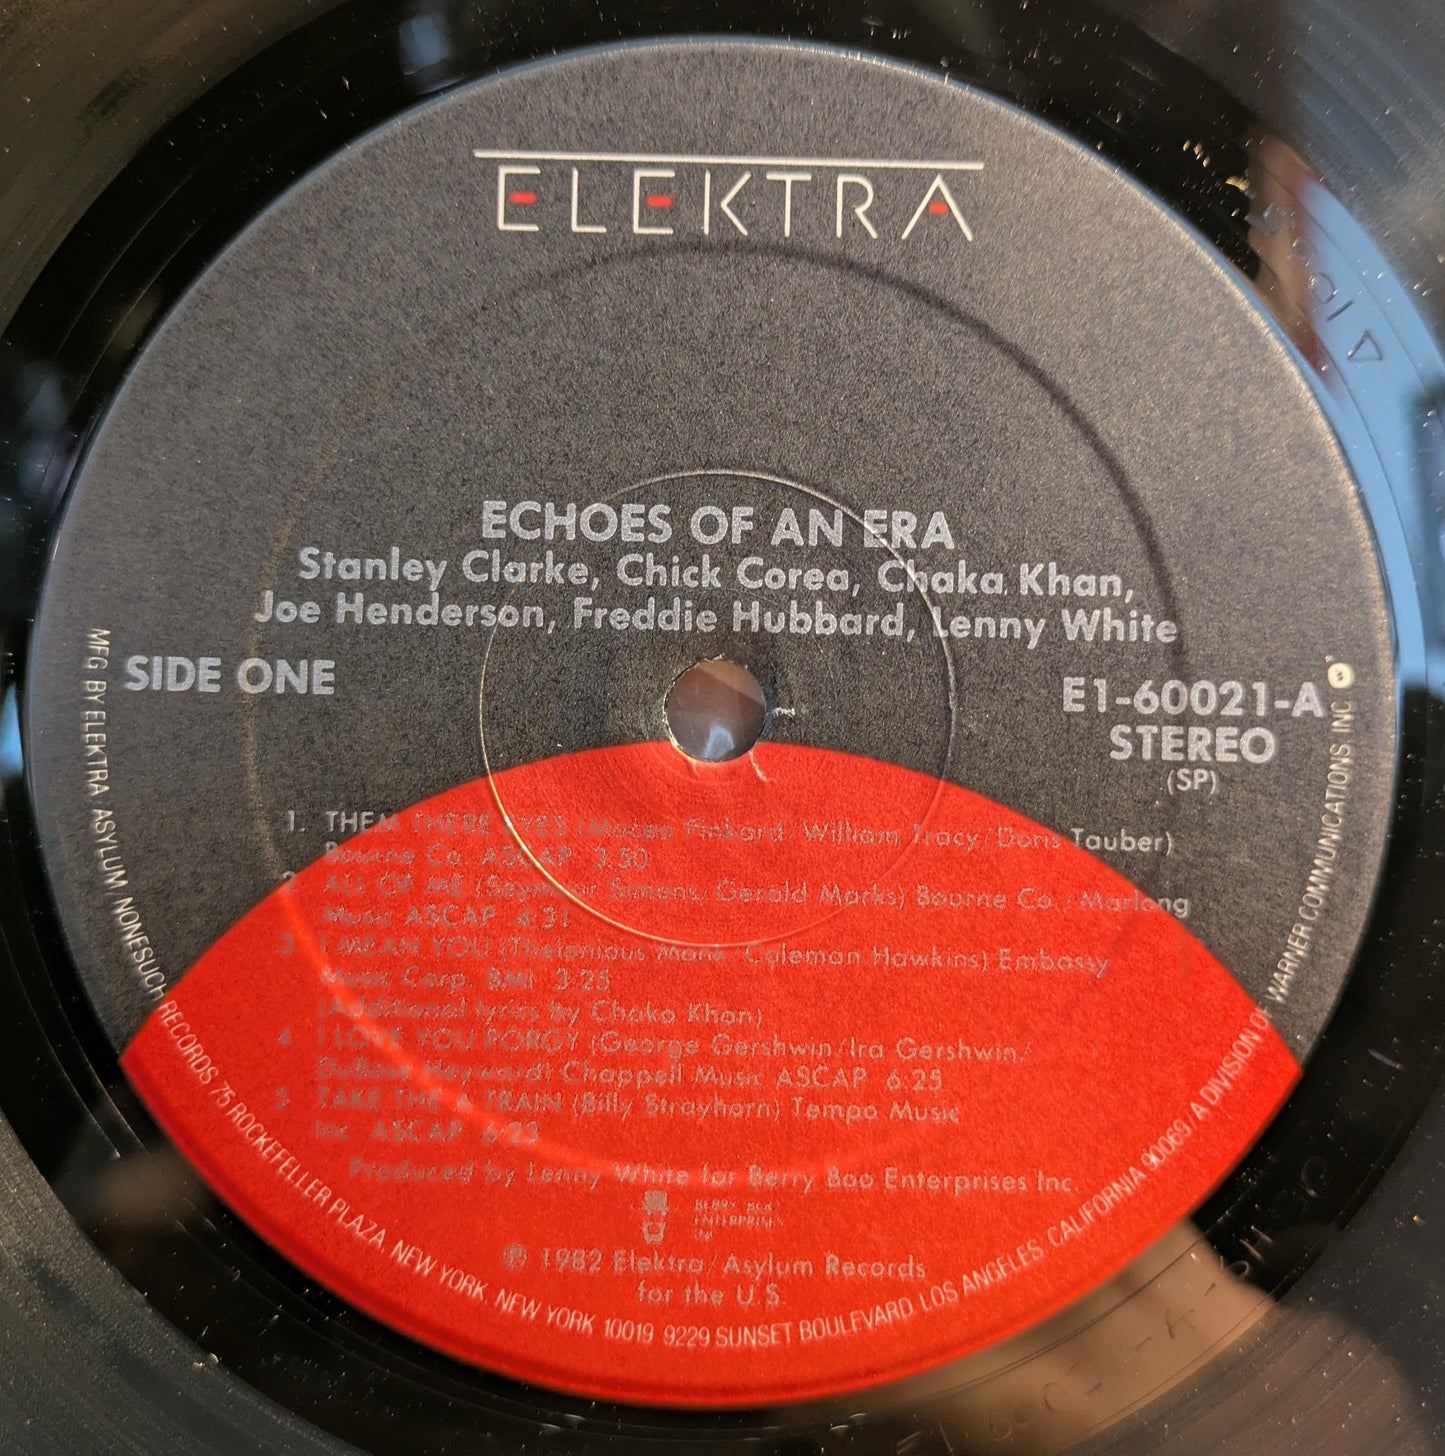 ELEKTRA
ECHOES OF AN ERA
Stanley Clarke, Chick Corea, Chaka Khan,
Joe Henderson, Freddie Hubbard, Lenny White
SIDE ONE
E1-60021-A
STEREO
(SP)
1. THEM THERE EYES (Maceo Pinkard/William Tracy/Doris Tauber)
Bourne Co. ASCAP 3:50
2. ALL OF ME (Seymour Simons/Gerald Marks) Bourne Co./Marlong
Music ASCAP 4:31
3. I MEAN YOU (Thelonious Monk/Coleman Hawkins) Embassy
Music Corp. BMI 3:25
(Additional lyrics by Chaka Khan)
4. I LOVE YOU PORGY (George Gershwin/Ira Gershwin/
DuBose Heyward) Chappell Music ASCAP 6:25
5. TAKE THE A TRAIN (Billy Strayhorn) Tempo Music
Inc. ASCAP 6:23
Produced by Lenny White for Berry Boo Enterprises Inc.
ENTERPRISES
℗ 1982 Elektra/Asylum Records
for the U.S.
MFG BY ELEKTRA/ASYLUM/NONESUCH RECORDS 75 ROCKEFELLER PLAZA, NEW YORK, NEW YORK 10019 9229 SUNSET BOULEVARD, LOS ANGELES, CALIFORNIA 90069/A DIVISION OF WARNER COMMUNICATIONS INC.